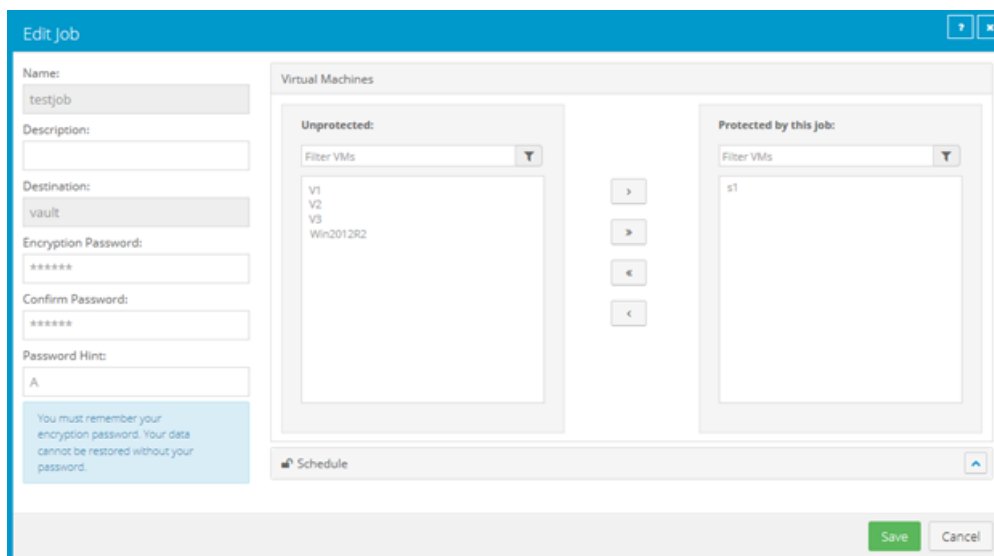 Edit Job
?
Name:
testjob
Description:
Destination:
vault
Encryption Password:
******
Confirm Password:
******
Password Hint:
A
You must remember your
encryption password. Your data
cannot be restored without your
password.
Virtual Machines
Unprotected:
Filter VMs
V1
V2
V3
Win2012R2
>
»
«
<
Protected by this job:
Filter VMs
s1
Schedule
Save
Cancel